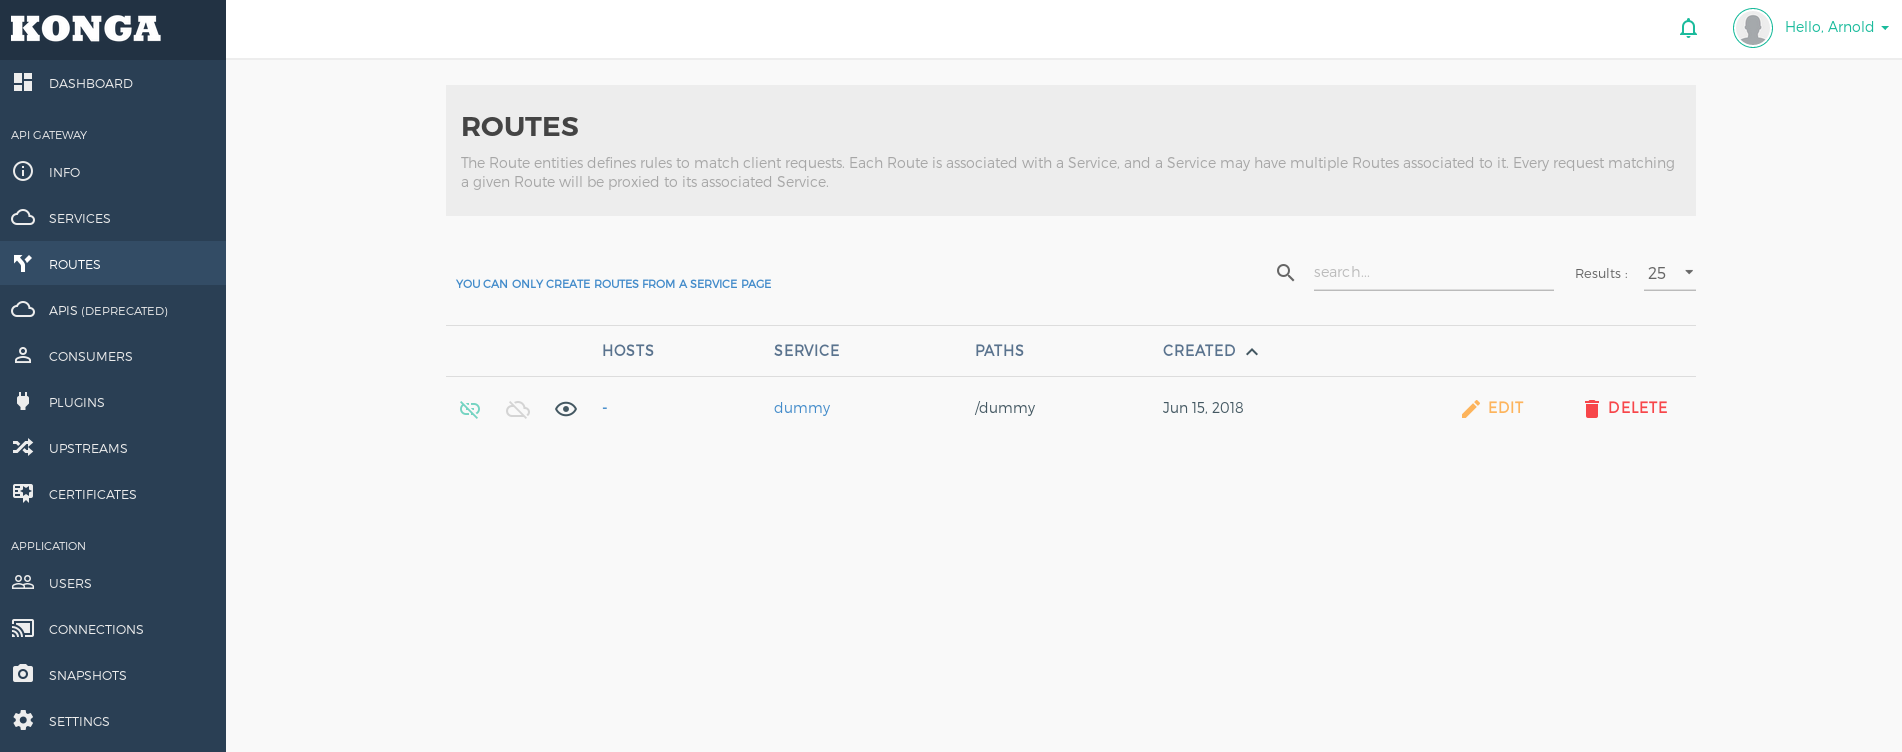 KONGA
Hello, Arnold
DASHBOARD
API GATEWAY
INFO
SERVICES
ROUTES
APIS (DEPRECATED)
CONSUMERS
PLUGINS
UPSTREAMS
CERTIFICATES
APPLICATION
USERS
CONNECTIONS
SNAPSHOTS
SETTINGS
ROUTES
The Route entities defines rules to match client requests. Each Route is associated with a Service, and a Service may have multiple Routes associated to it. Every request matching
a given Route will be proxied to its associated Service.
YOU CAN ONLY CREATE ROUTES FROM A SERVICE PAGE
search...
Results :
25
HOSTS SERVICE PATHS CREATED
- dummy /dummy Jun 15, 2018 EDIT DELETE